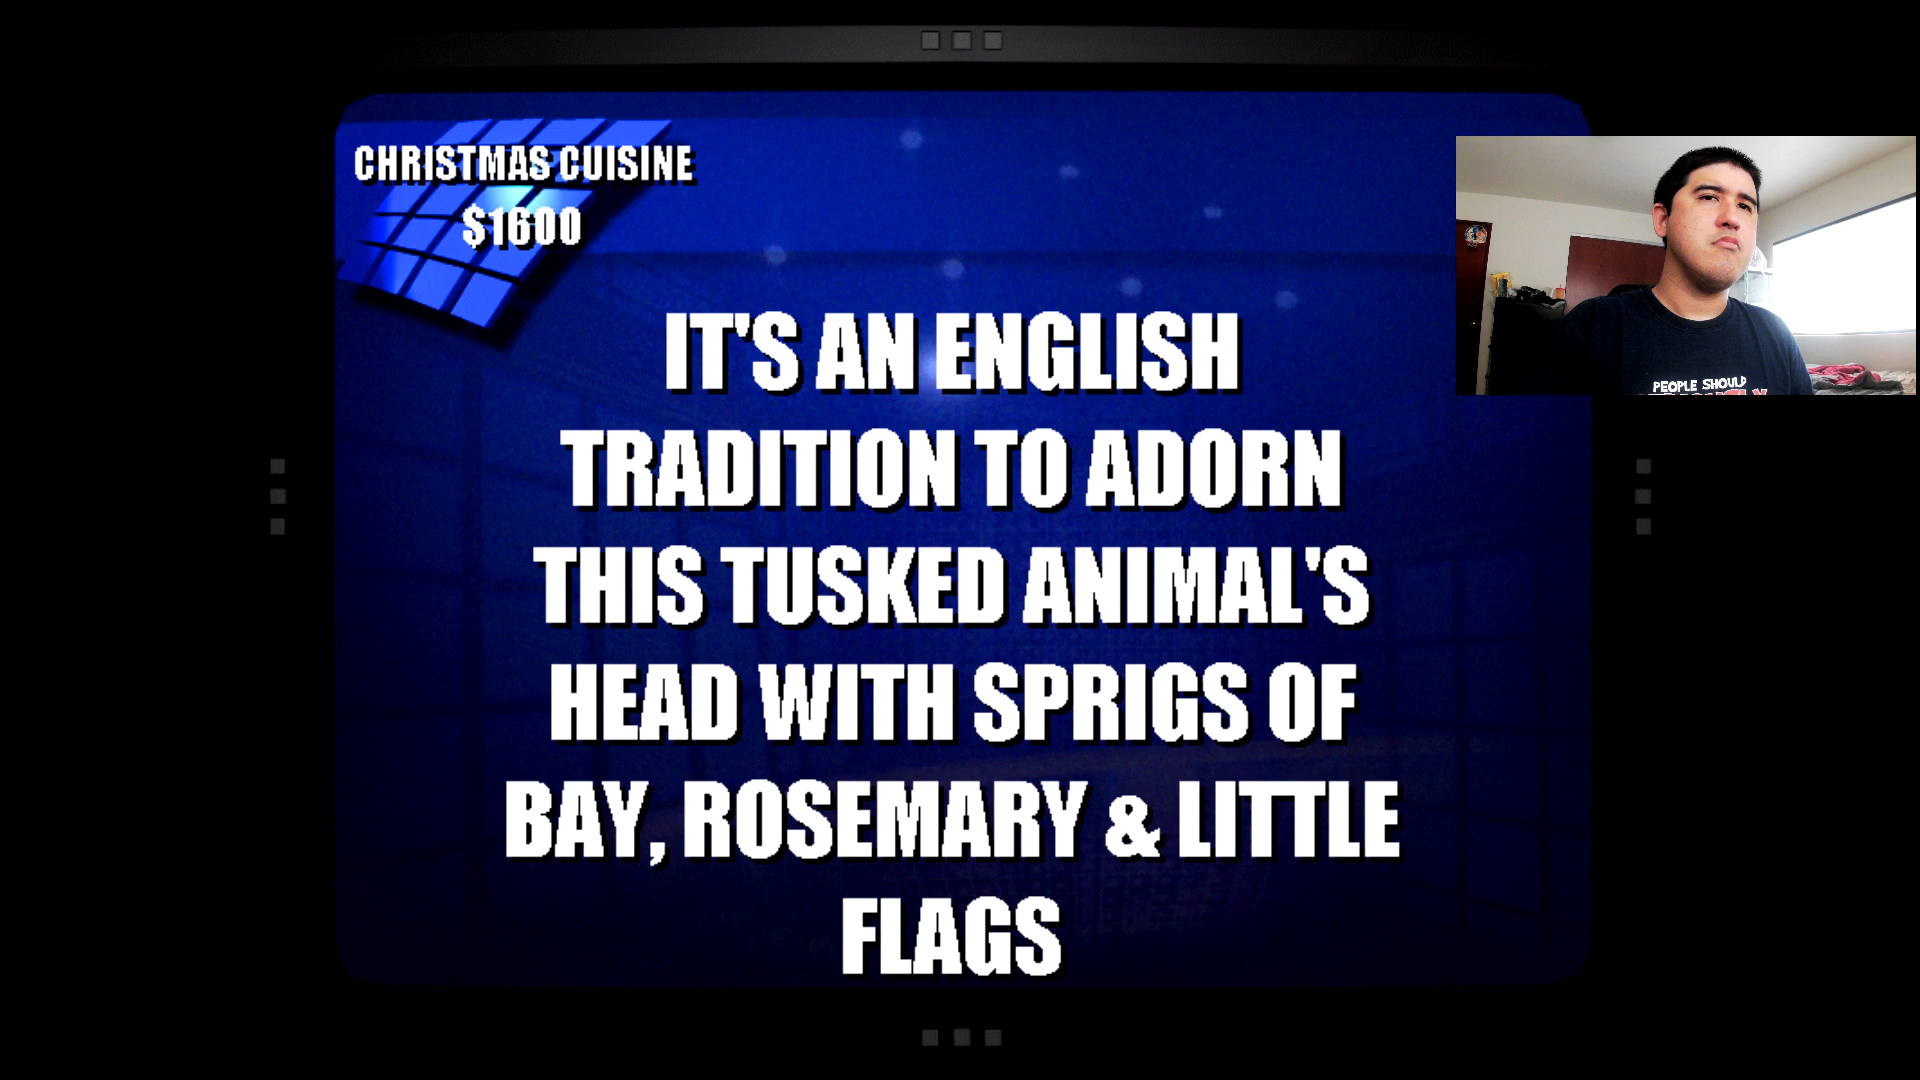 CHRISTMAS CUISINE
$1600
IT'S AN ENGLISH
TRADITION TO ADORN
THIS TUSKED ANIMAL'S
HEAD WITH SPRIGS OF
BAY, ROSEMARY & LITTLE
FLAGS
PEOPLE SHOULD